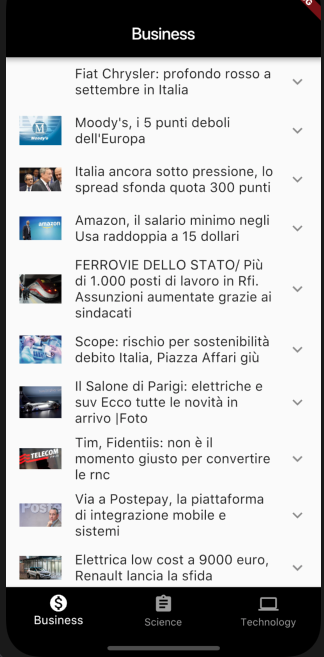 Business
Fiat Chrysler: profondo rosso a
settembre in Italia
Moody's, i 5 punti deboli
dell'Europa
Italia ancora sotto pressione, lo
spread sfonda quota 300 punti
Amazon, il salario minimo negli
Usa raddoppia a 15 dollari
FERROVIE DELLO STATO/ Più
di 1.000 posti di lavoro in Rfi.
Assunzioni aumentate grazie ai
sindacati
Scope: rischio per sostenibilità
debito Italia, Piazza Affari giù
Il Salone di Parigi: elettriche e
suv Ecco tutte le novità in
arrivo |Foto
Tim, Fidentiis: non è il
momento giusto per convertire
le rnc
Via a Postepay, la piattaforma
di integrazione mobile e
sistemi
Elettrica low cost a 9000 euro,
Renault lancia la sfida
Moody's
amazon
TELECOM
Business
Science
Technology